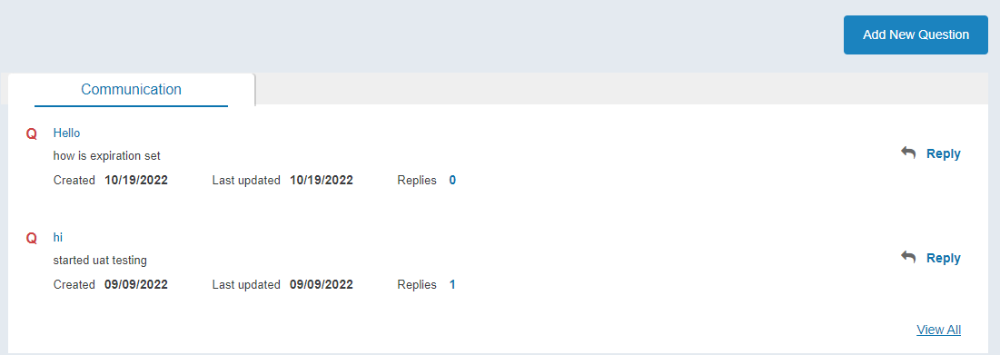 Add New Question
Communication
Q Hello
how is expiration set
Reply
Created 10/19/2022 Last updated 10/19/2022 Replies 0
Q hi
started uat testing
Reply
Created 09/09/2022 Last updated 09/09/2022 Replies 1
View All